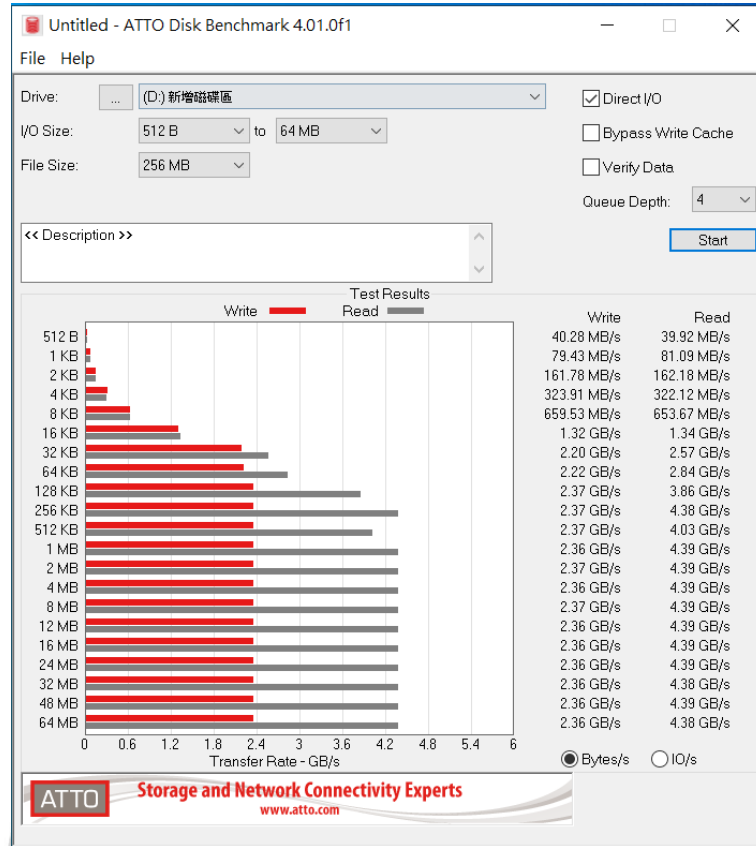 Untitled - ATTO Disk Benchmark 4.01.0f1
File Help
Drive: ... (D:) 新增磁碟區
Direct I/O
I/O Size: 512 B to 64 MB
Bypass Write Cache
File Size: 256 MB
Verify Data
Queue Depth: 4
<< Description >>
Start
Test Results
Write Read
Write Read
512 B 40.28 MB/s 39.92 MB/s
1 KB 79.43 MB/s 81.09 MB/s
2 KB 161.78 MB/s 162.18 MB/s
4 KB 323.91 MB/s 322.12 MB/s
8 KB 659.53 MB/s 653.67 MB/s
16 KB 1.32 GB/s 1.34 GB/s
32 KB 2.20 GB/s 2.57 GB/s
64 KB 2.22 GB/s 2.84 GB/s
128 KB 2.37 GB/s 3.86 GB/s
256 KB 2.37 GB/s 4.38 GB/s
512 KB 2.37 GB/s 4.03 GB/s
1 MB 2.36 GB/s 4.39 GB/s
2 MB 2.37 GB/s 4.39 GB/s
4 MB 2.36 GB/s 4.39 GB/s
8 MB 2.37 GB/s 4.39 GB/s
12 MB 2.36 GB/s 4.39 GB/s
16 MB 2.36 GB/s 4.39 GB/s
24 MB 2.36 GB/s 4.39 GB/s
32 MB 2.36 GB/s 4.38 GB/s
48 MB 2.36 GB/s 4.39 GB/s
64 MB 2.36 GB/s 4.38 GB/s
0 0.6 1.2 1.8 2.4 3 3.6 4.2 4.8 5.4 6
Transfer Rate - GB/s
Bytes/s IO/s
ATTO
Storage and Network Connectivity Experts
www.atto.com